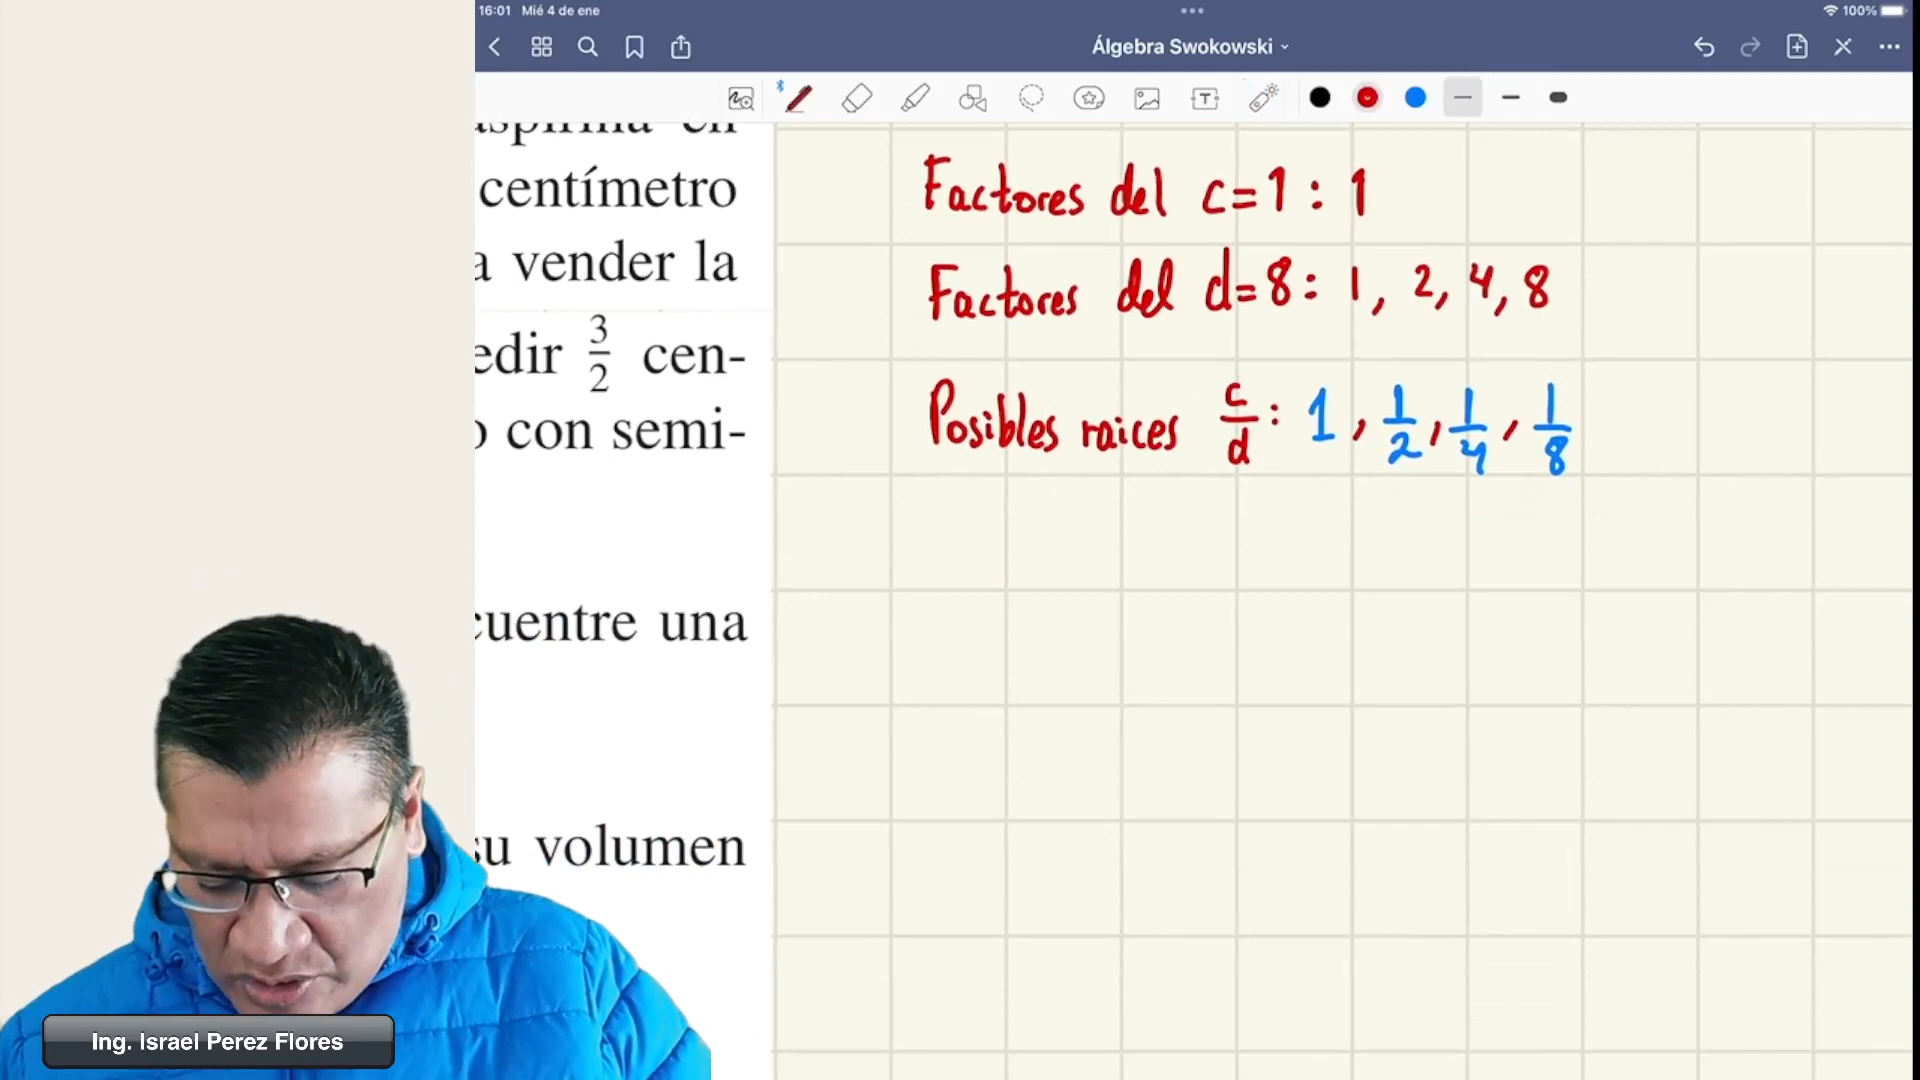 16:01 Mié 4 de ene
100%
Álgebra Swokowski
centímetro
a vender la
edir 3/2 cen-
o con semi-
cuentre una
su volumen
Factores del c=1 : 1
Factores del d=8 : 1, 2, 4, 8
Posibles raices c/d : 1, 1/2, 1/4, 1/8
Ing. Israel Perez Flores